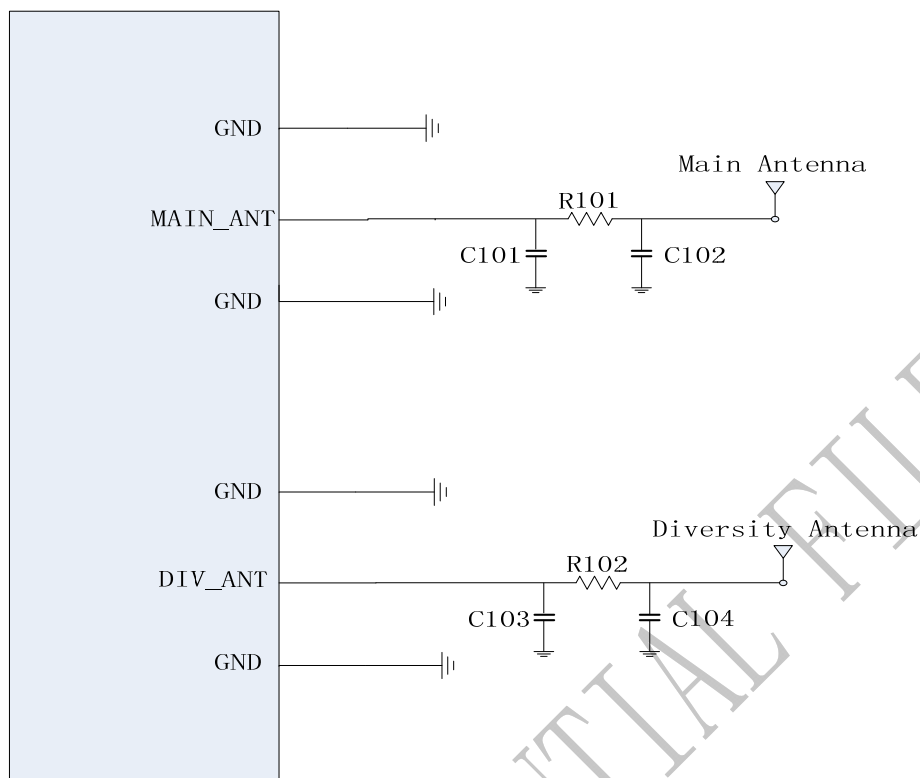 GND
Main Antenna
MAIN_ANT
R101
C101
C102
GND
GND
Diversity Antenna
DIV_ANT
R102
C103
C104
GND